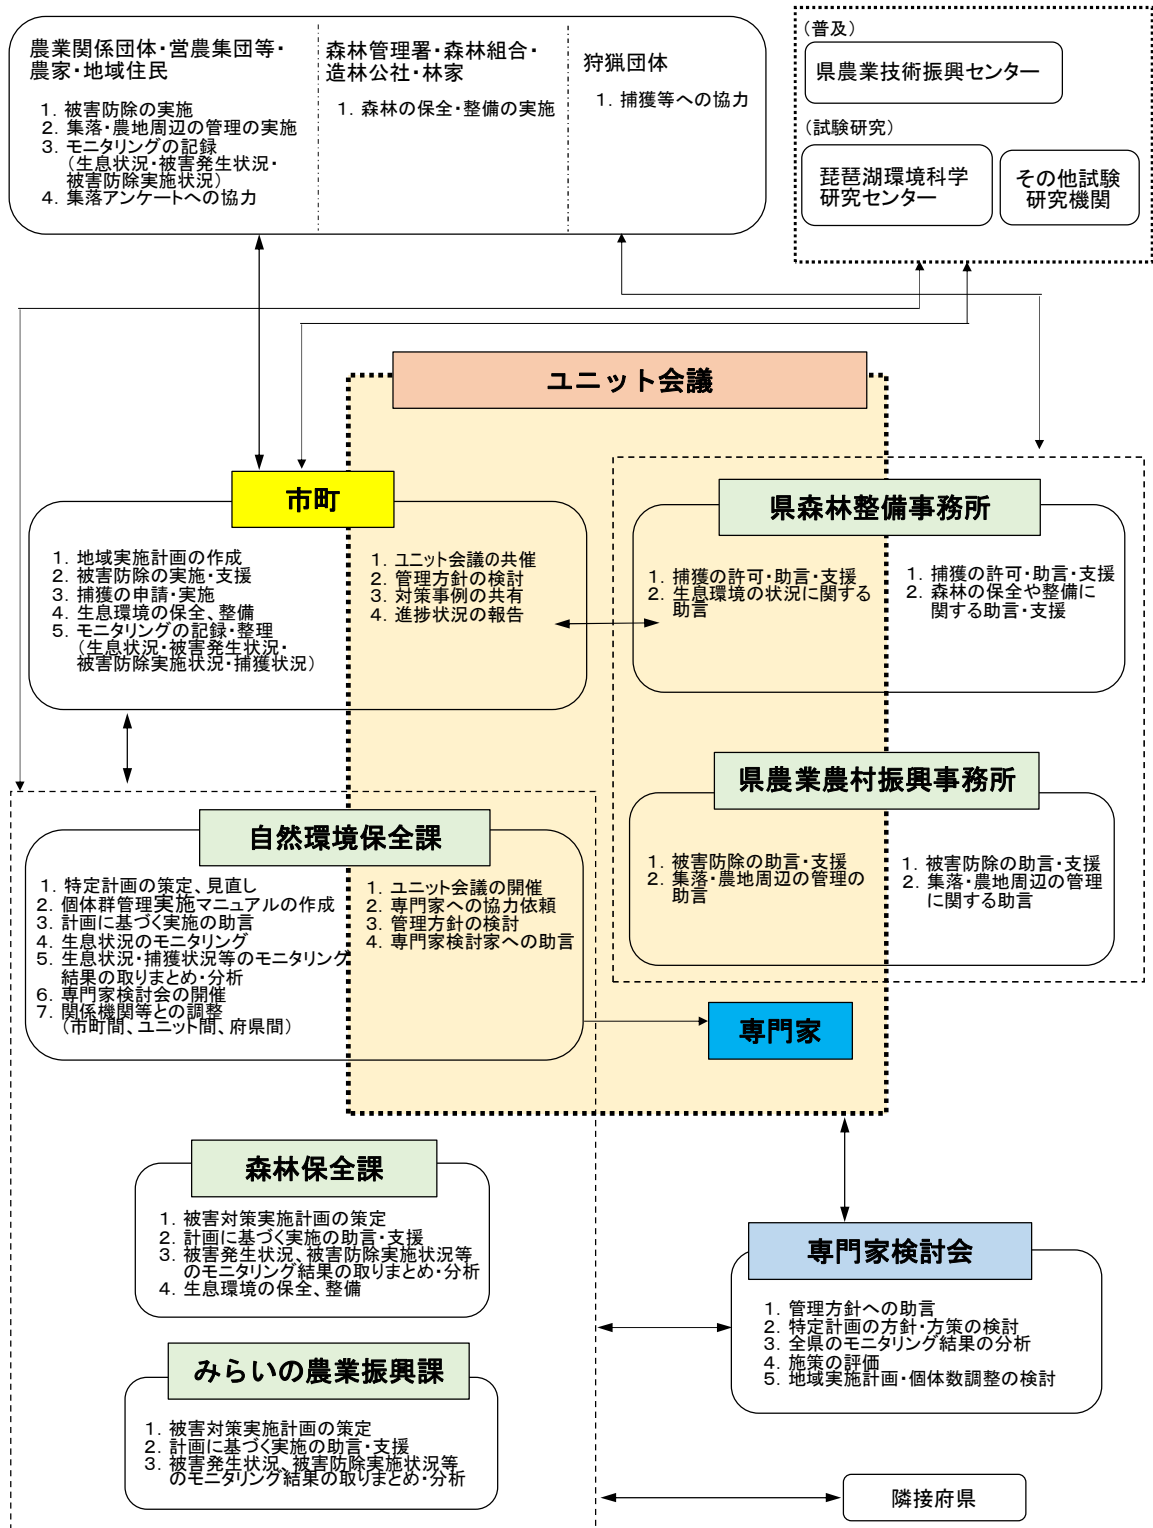 農業関係団体・営農集団等・
農家・地域住民
1. 被害防除の実施
2. 集落・農地周辺の管理の実施
3. モニタリングの記録
（生息状況・被害発生状況・
被害防除実施状況）
4. 集落アンケートへの協力
森林管理署・森林組合・
造林公社・林家
1. 森林の保全・整備の実施
狩猟団体
1. 捕獲等への協力
（普及）
県農業技術振興センター
（試験研究）
琵琶湖環境科学
研究センター
その他試験
研究機関
ユニット会議
市町
1. 地域実施計画の作成
2. 被害防除の実施・支援
3. 捕獲の申請・実施
4. 生息環境の保全、整備
5. モニタリングの記録・整理
（生息状況・被害発生状況・
被害防除実施状況・捕獲状況）
1. ユニット会議の共催
2. 管理方針の検討
3. 対策事例の共有
4. 進捗状況の報告
県森林整備事務所
1. 捕獲の許可・助言・支援
2. 生息環境の状況に関する
助言
1. 捕獲の許可・助言・支援
2. 森林の保全や整備に
関する助言・支援
県農業農村振興事務所
1. 被害防除の助言・支援
2. 集落・農地周辺の管理の
助言
1. 被害防除の助言・支援
2. 集落・農地周辺の管理
に関する助言
自然環境保全課
1. 特定計画の策定、見直し
2. 個体群管理実施マニュアルの作成
3. 計画に基づく実施の助言
4. 生息状況のモニタリング
5. 生息状況・捕獲状況等のモニタリング
結果の取りまとめ・分析
6. 専門家検討会の開催
7. 関係機関等との調整
（市町間、ユニット間、府県間）
1. ユニット会議の開催
2. 専門家への協力依頼
3. 管理方針の検討
4. 専門家検討家への助言
専門家
森林保全課
1. 被害対策実施計画の策定
2. 計画に基づく実施の助言・支援
3. 被害発生状況、被害防除実施状況等
のモニタリング結果の取りまとめ・分析
4. 生息環境の保全、整備
専門家検討会
1. 管理方針への助言
2. 特定計画の方針・方策の検討
3. 全県のモニタリング結果の分析
4. 施策の評価
5. 地域実施計画・個体数調整の検討
みらいの農業振興課
1. 被害対策実施計画の策定
2. 計画に基づく実施の助言・支援
3. 被害発生状況、被害防除実施状況等
のモニタリング結果の取りまとめ・分析
隣接府県